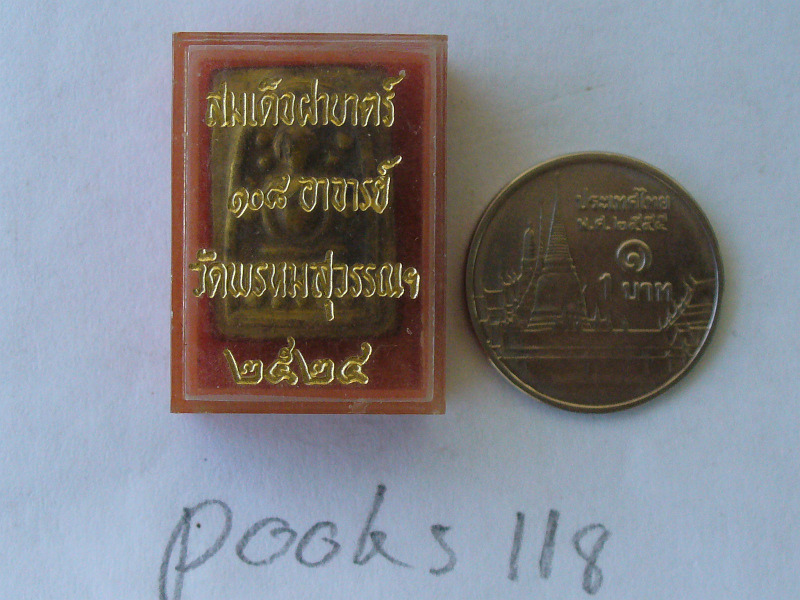 สมเด็จฝาบาตร์
๑๐๘ อาจารย์
วัดพรหมสุวรรณฯ
๒๕๒๔
ประเทศไทย
พ.ศ.๒๕๕๕
๑
1 บาท
pooks 118